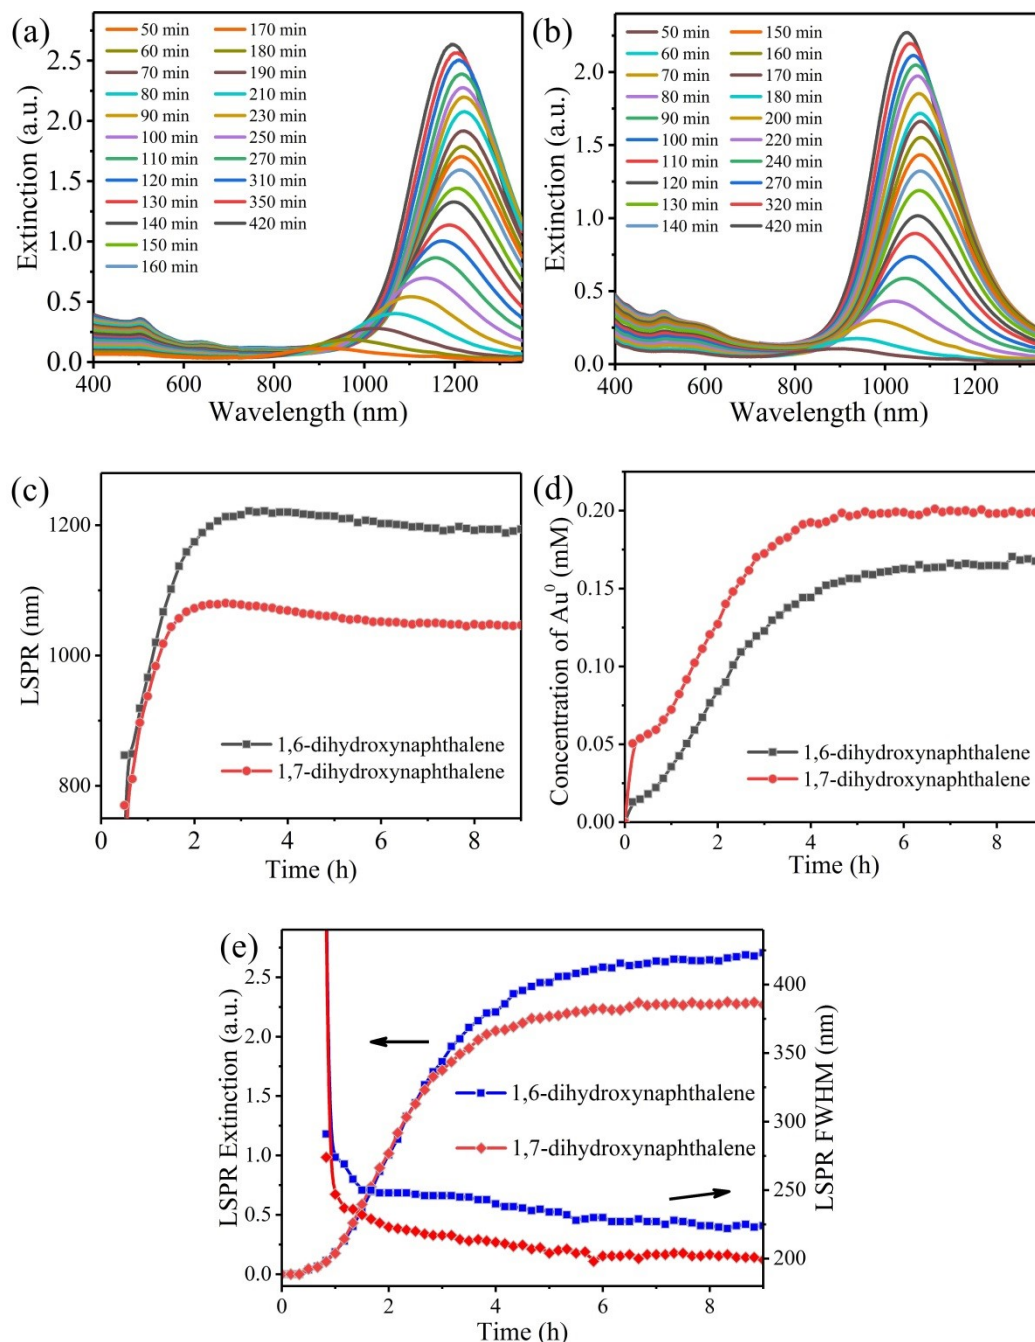 (a)
50 min 170 min
60 min 180 min
70 min 190 min
80 min 210 min
90 min 230 min
100 min 250 min
110 min 270 min
120 min 310 min
130 min 350 min
140 min 420 min
150 min
160 min
2.5
2.0
1.5
1.0
0.5
0.0
Extinction (a.u.)
400 600 800 1000 1200
Wavelength (nm)
(b)
50 min 150 min
60 min 160 min
70 min 170 min
80 min 180 min
90 min 200 min
100 min 220 min
110 min 240 min
120 min 270 min
130 min 320 min
140 min 420 min
2.0
1.5
1.0
0.5
0.0
Extinction (a.u.)
400 600 800 1000 1200
Wavelength (nm)
(c)
1200
1000
800
LSPR (nm)
1,6-dihydroxynaphthalene
1,7-dihydroxynaphthalene
0 2 4 6 8
Time (h)
(d)
0.20
0.15
0.10
0.05
0.00
Concentration of Au⁰ (mM)
1,6-dihydroxynaphthalene
1,7-dihydroxynaphthalene
0 2 4 6 8
Time (h)
(e)
2.5
2.0
1.5
1.0
0.5
0.0
LSPR Extinction (a.u.)
1,6-dihydroxynaphthalene
1,7-dihydroxynaphthalene
400
350
300
250
200
LSPR FWHM (nm)
0 2 4 6 8
Time (h)